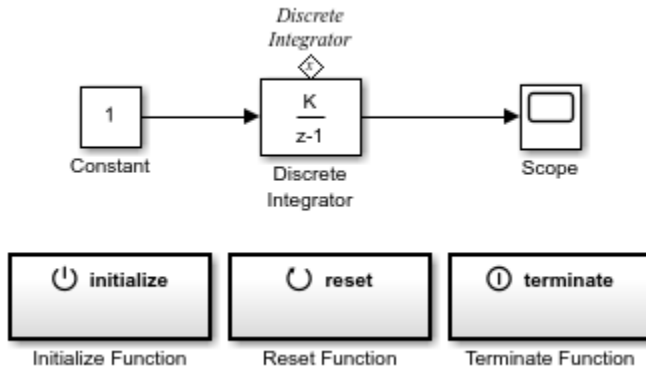 Discrete
Integrator
x
1
K
z-1
Constant
Discrete
Integrator
Scope
initialize
reset
terminate
Initialize Function
Reset Function
Terminate Function